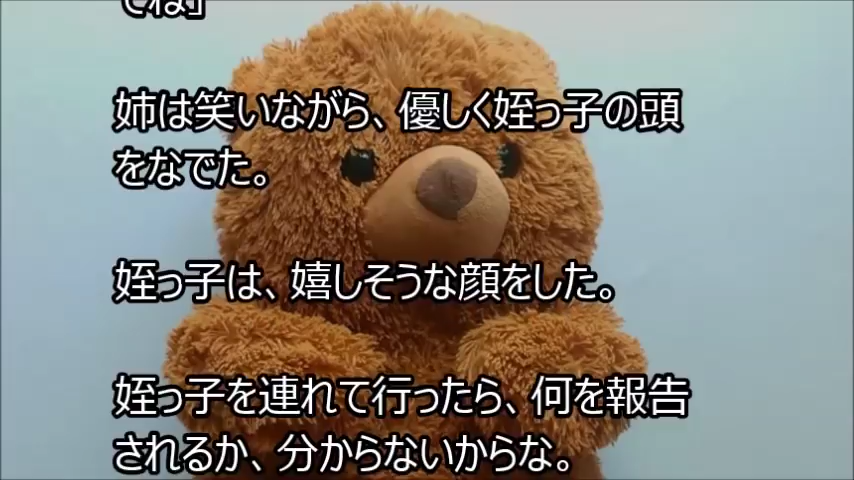 てね」
姉は笑いながら、優しく姪っ子の頭
をなでた。
姪っ子は、嬉しそうな顔をした。
姪っ子を連れて行ったら、何を報告
されるか、分からないからな。